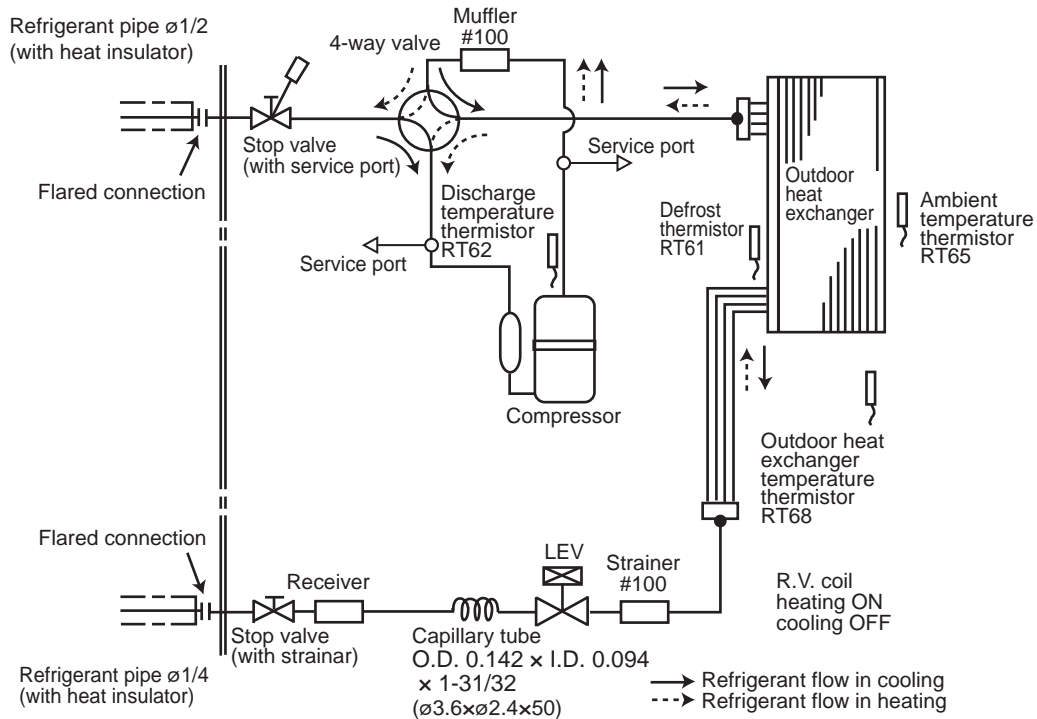 Refrigerant pipe ø1/2
(with heat insulator)
4-way valve
Muffler
#100
Stop valve
(with service port)
Flared connection
Service port
Discharge
temperature
thermistor
RT62
Service port
Defrost
thermistor
RT61
Outdoor
heat
exchanger
Ambient
temperature
thermistor
RT65
Compressor
Outdoor heat
exchanger
temperature
thermistor
RT68
Flared connection
Receiver
LEV
Strainer
#100
R.V. coil
heating ON
cooling OFF
Stop valve
(with strainar)
Capillary tube
O.D. 0.142 × I.D. 0.094
× 1-31/32
(ø3.6×ø2.4×50)
Refrigerant pipe ø1/4
(with heat insulator)
Refrigerant flow in cooling
Refrigerant flow in heating